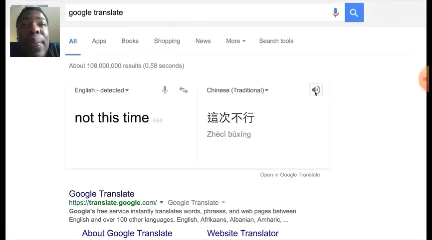 google translate
All Apps Books Shopping News More Search tools
About 108,000,000 results (0.58 seconds)
English - detected Chinese (Traditional)
not this time Edit 這次不行
Zhècì bùxíng
Open in Google Translate
Google Translate
https://translate.google.com/ Google Translate
Google's free service instantly translates words, phrases, and web pages between
English and over 100 other languages. English, Afrikaans, Albanian, Amharic, ...
About Google Translate Website Translator